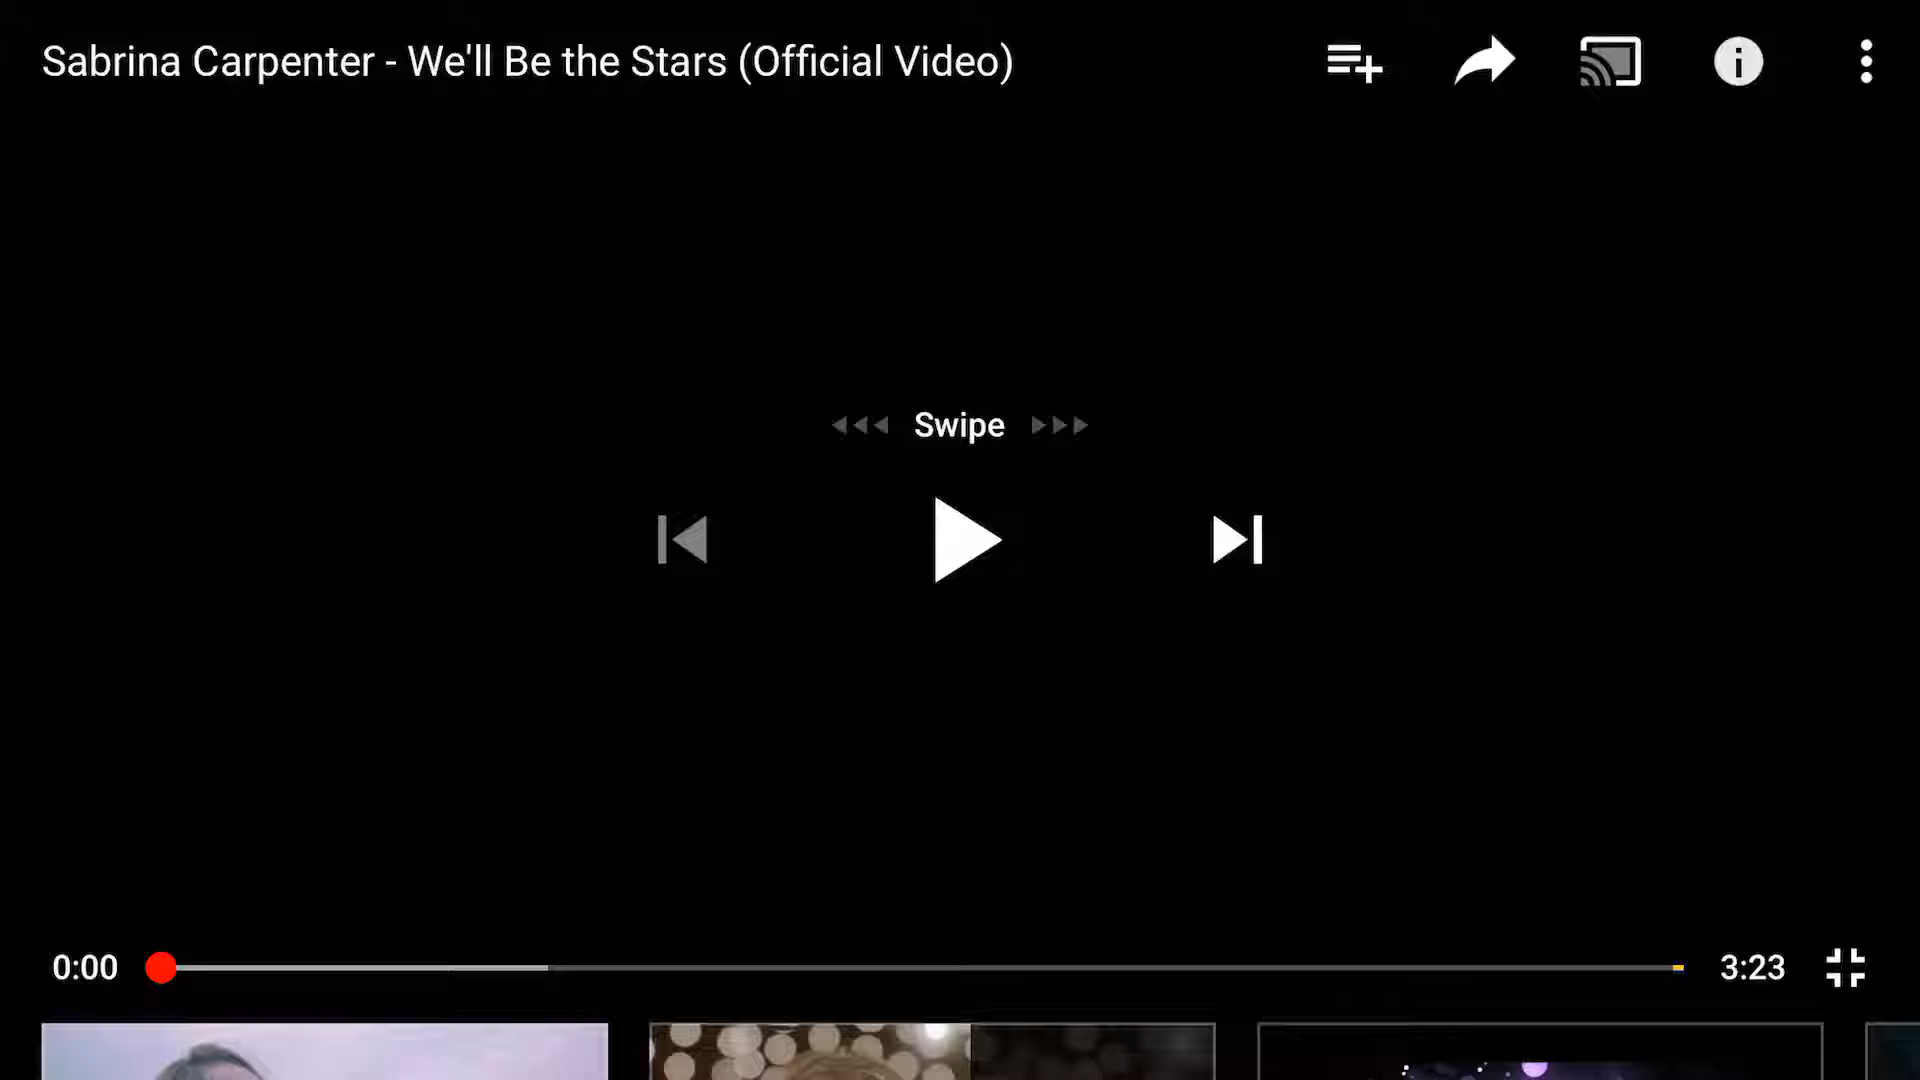 Sabrina Carpenter - We'll Be the Stars (Official Video)
Swipe
0:00
3:23